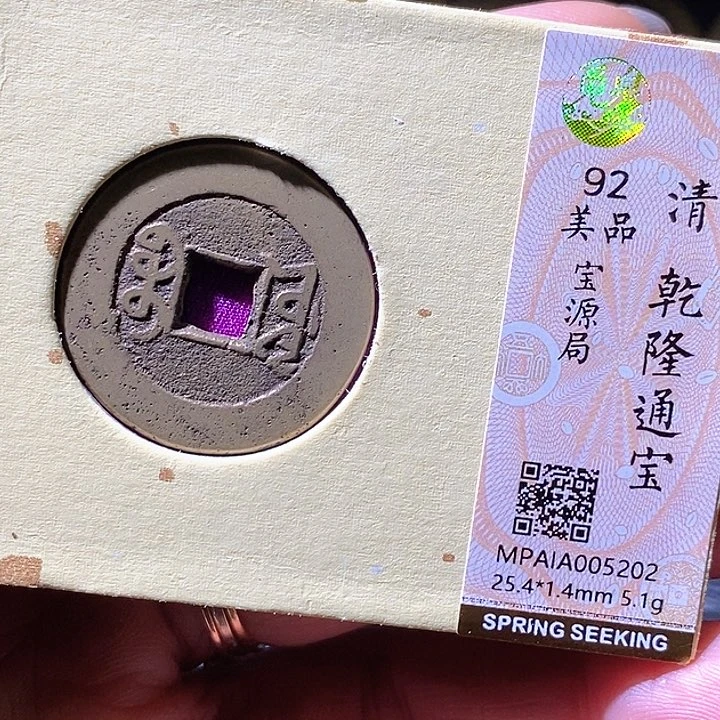 清 乾隆通宝
92
美品
宝源局
MPAIA005202
25.4*1.4mm 5.1g
SPRING SEEKING